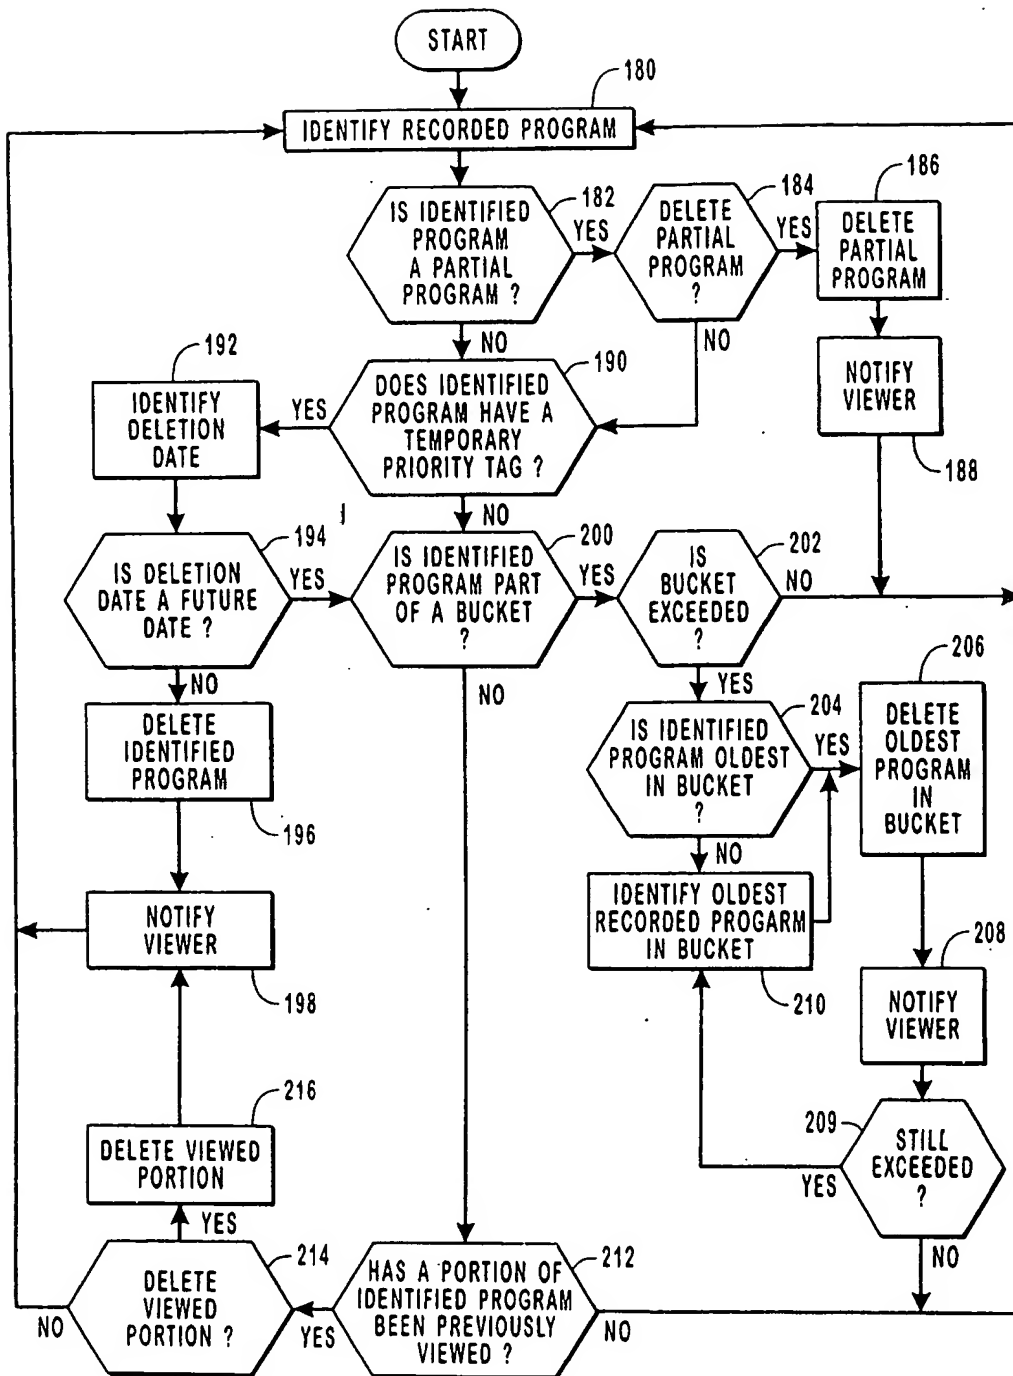 START
180
IDENTIFY RECORDED PROGRAM
182
IS IDENTIFIED
PROGRAM
A PARTIAL
PROGRAM ?
YES
NO
184
DELETE
PARTIAL
PROGRAM
?
YES
NO
186
DELETE
PARTIAL
PROGRAM
NOTIFY
VIEWER
188
190
DOES IDENTIFIED
PROGRAM HAVE A
TEMPORARY
PRIORITY TAG ?
YES
NO
192
IDENTIFY
DELETION
DATE
194
IS DELETION
DATE A FUTURE
DATE ?
YES
NO
200
IS IDENTIFIED
PROGRAM PART
OF A BUCKET
?
YES
NO
202
IS
BUCKET
EXCEEDED
?
NO
YES
DELETE
IDENTIFIED
PROGRAM
196
204
IS IDENTIFIED
PROGRAM OLDEST
IN BUCKET
?
YES
NO
206
DELETE
OLDEST
PROGRAM
IN
BUCKET
NOTIFY
VIEWER
198
IDENTIFY OLDEST
RECORDED PROGARM
IN BUCKET
210
208
NOTIFY
VIEWER
209
STILL
EXCEEDED
?
YES
NO
216
DELETE VIEWED
PORTION
YES
214
DELETE
VIEWED
PORTION ?
NO
212
HAS A PORTION OF
IDENTIFIED PROGRAM
BEEN PREVIOUSLY
VIEWED ?
YES
NO